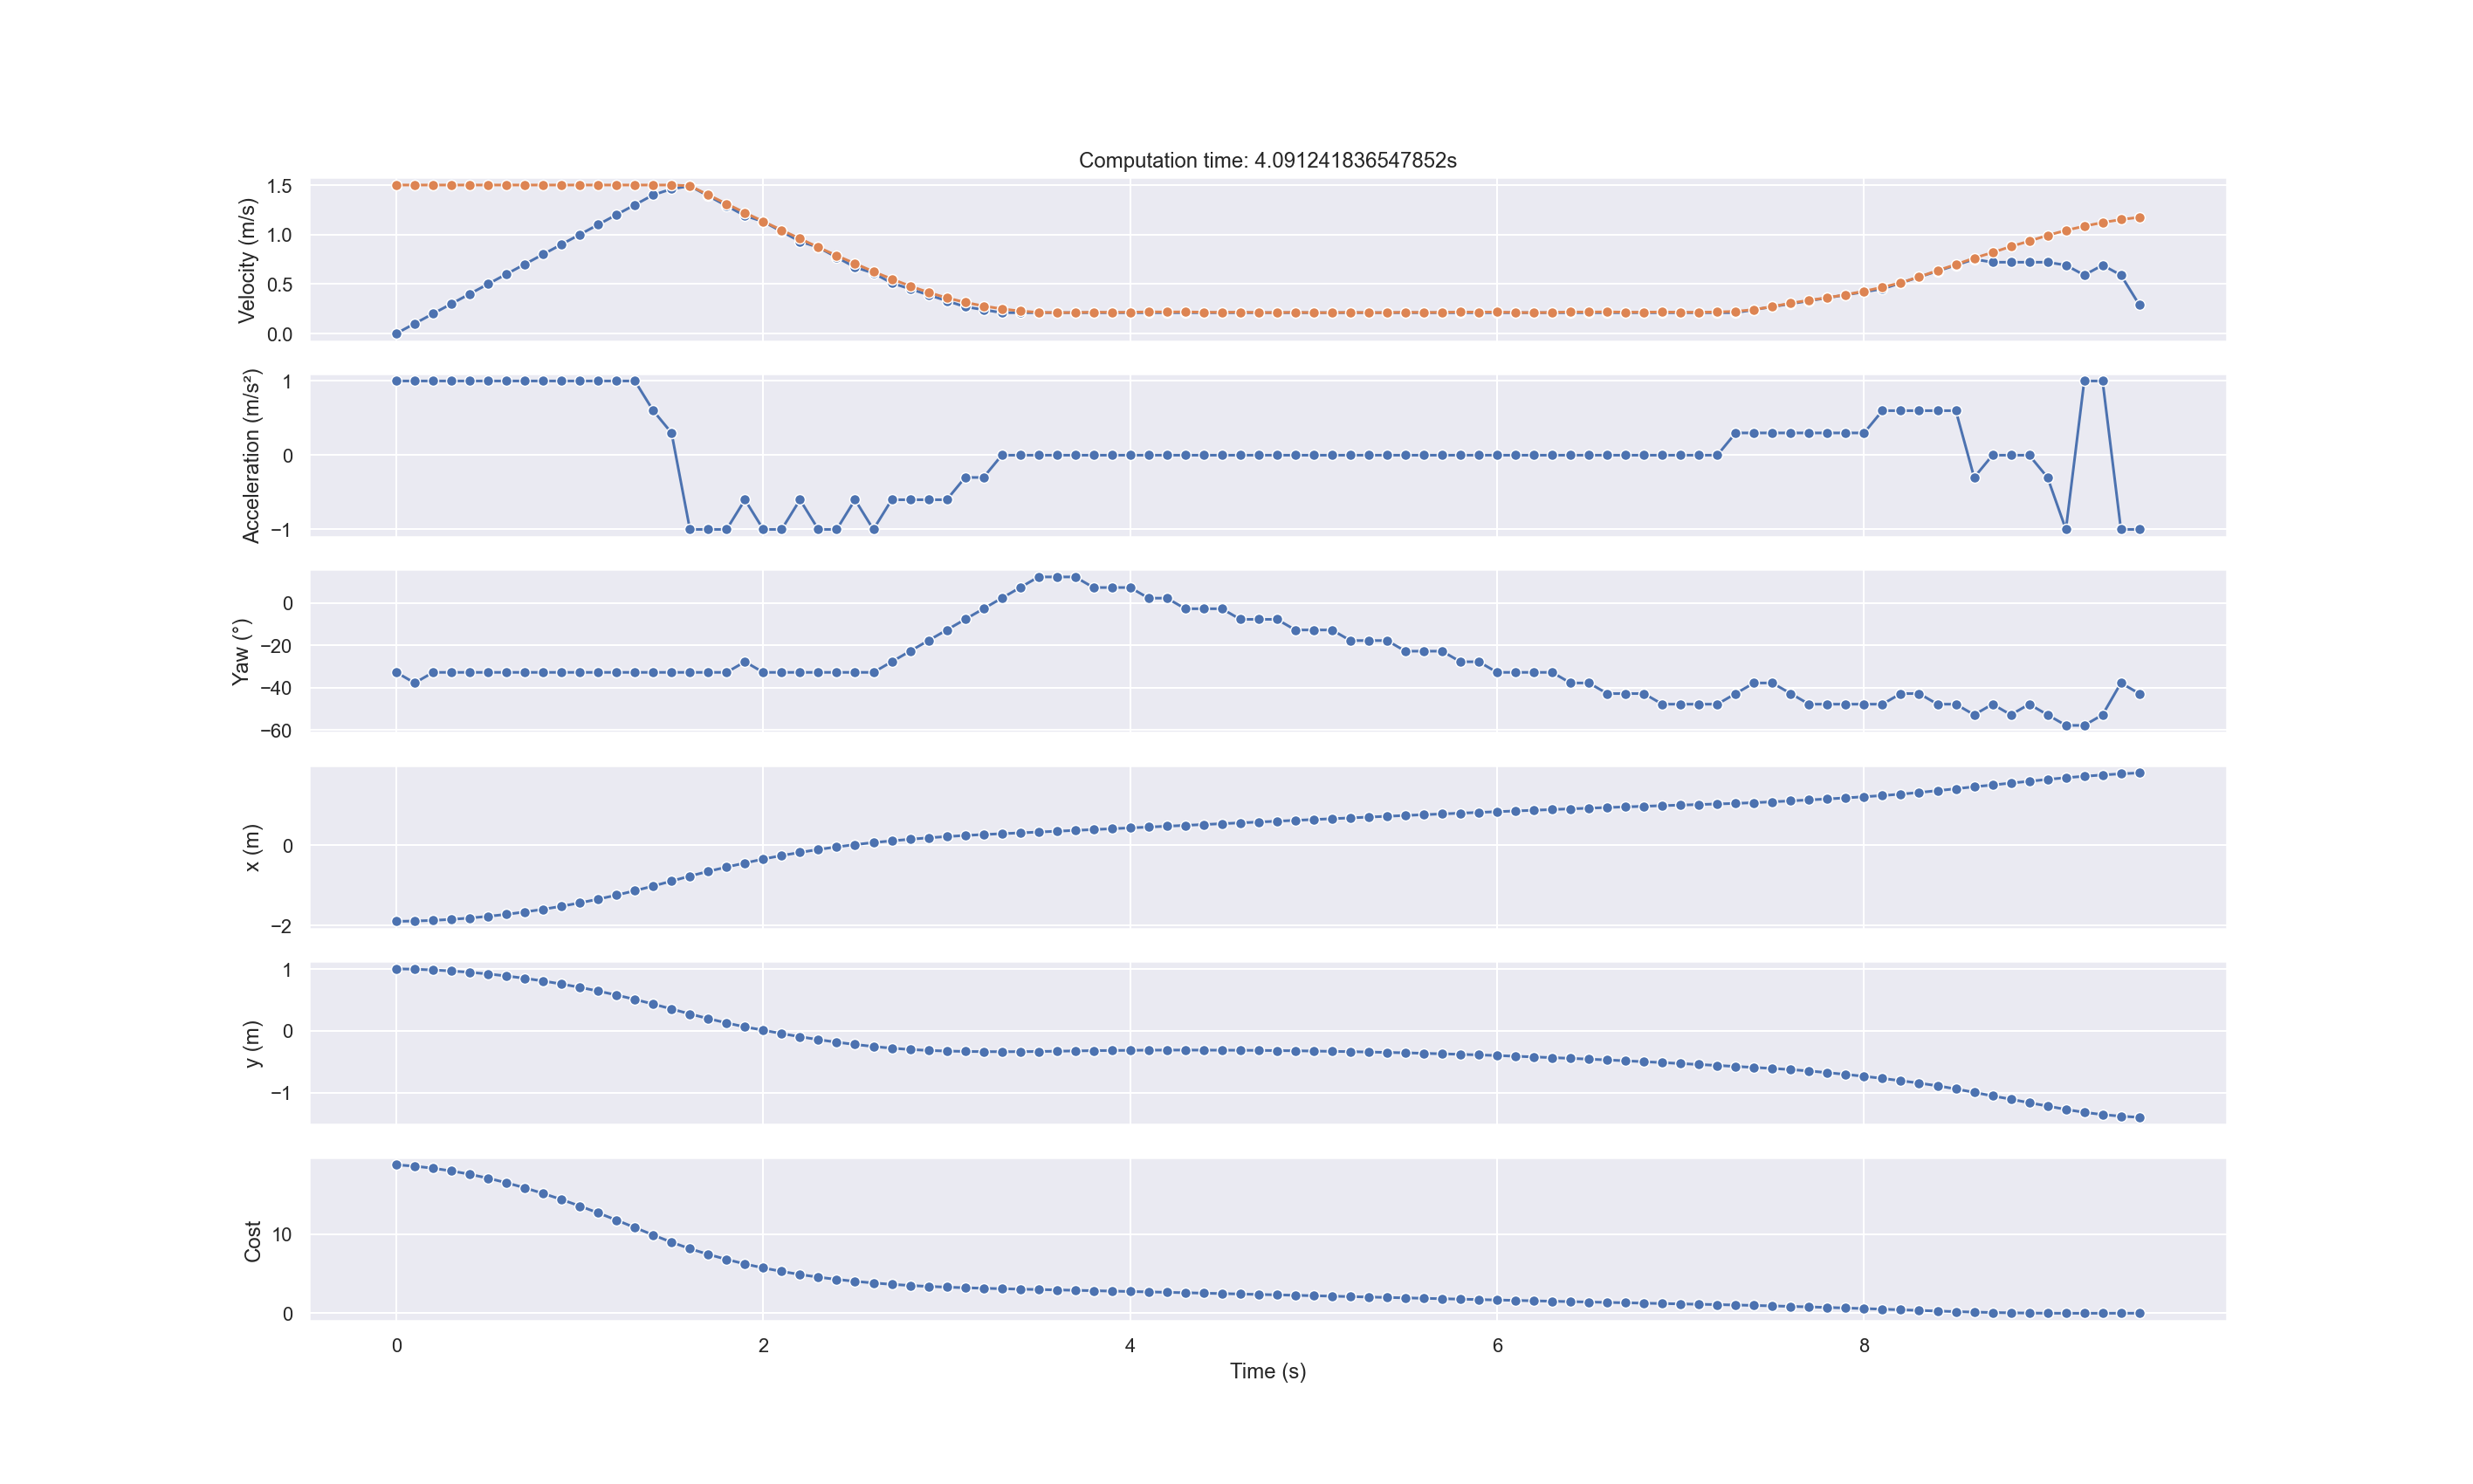 Computation time: 4.091241836547852s
Velocity (m/s)
1.5
1.0
0.5
0.0
Acceleration (m/s²)
1
0
−1
Yaw (°)
0
−20
−40
−60
x (m)
0
−2
y (m)
1
0
−1
Cost
10
0
0 2 4 6 8
Time (s)